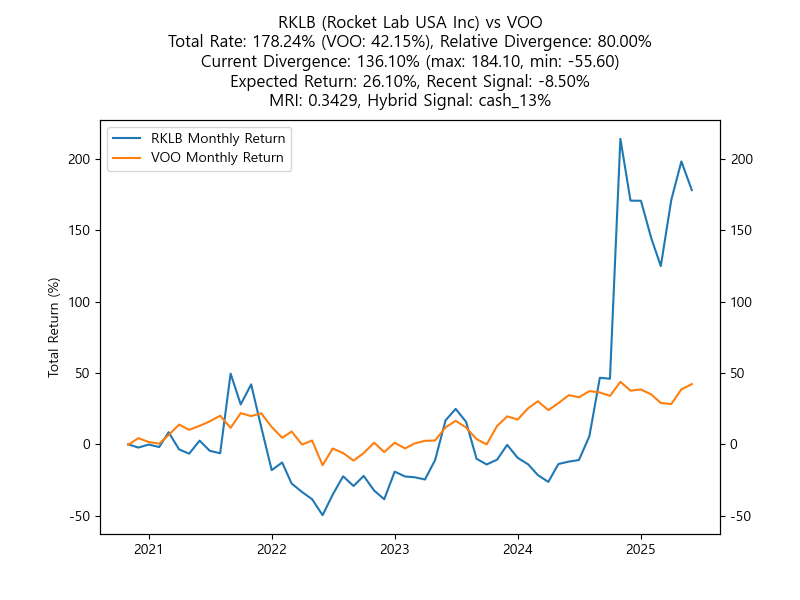 RKLB (Rocket Lab USA Inc) vs VOO
Total Rate: 178.24% (VOO: 42.15%), Relative Divergence: 80.00%
Current Divergence: 136.10% (max: 184.10, min: -55.60)
Expected Return: 26.10%, Recent Signal: -8.50%
MRI: 0.3429, Hybrid Signal: cash_13%
RKLB Monthly Return
VOO Monthly Return
Total Return (%)
200
150
100
50
0
-50
200
150
100
50
0
-50
2021 2022 2023 2024 2025